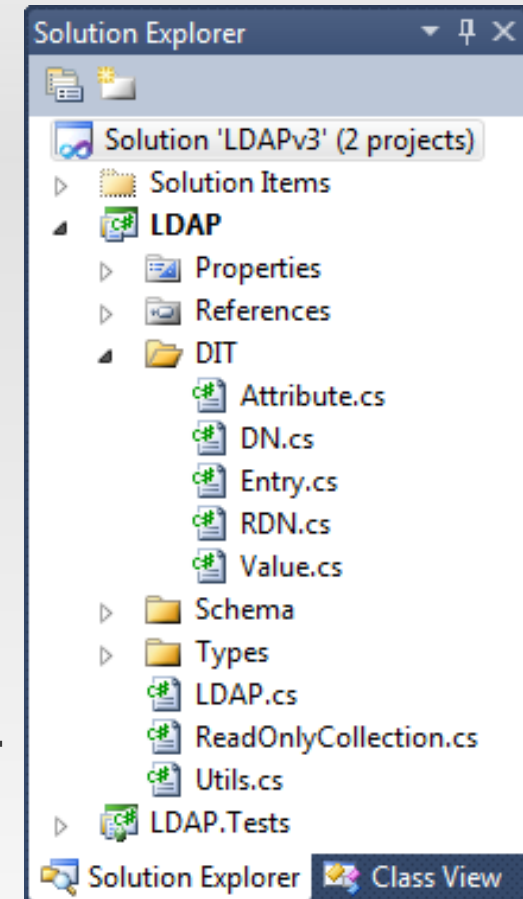 Solution Explorer
Solution 'LDAPv3' (2 projects)
Solution Items
LDAP
Properties
References
DIT
Attribute.cs
DN.cs
Entry.cs
RDN.cs
Value.cs
Schema
Types
LDAP.cs
ReadOnlyCollection.cs
Utils.cs
LDAP.Tests
Solution Explorer Class View